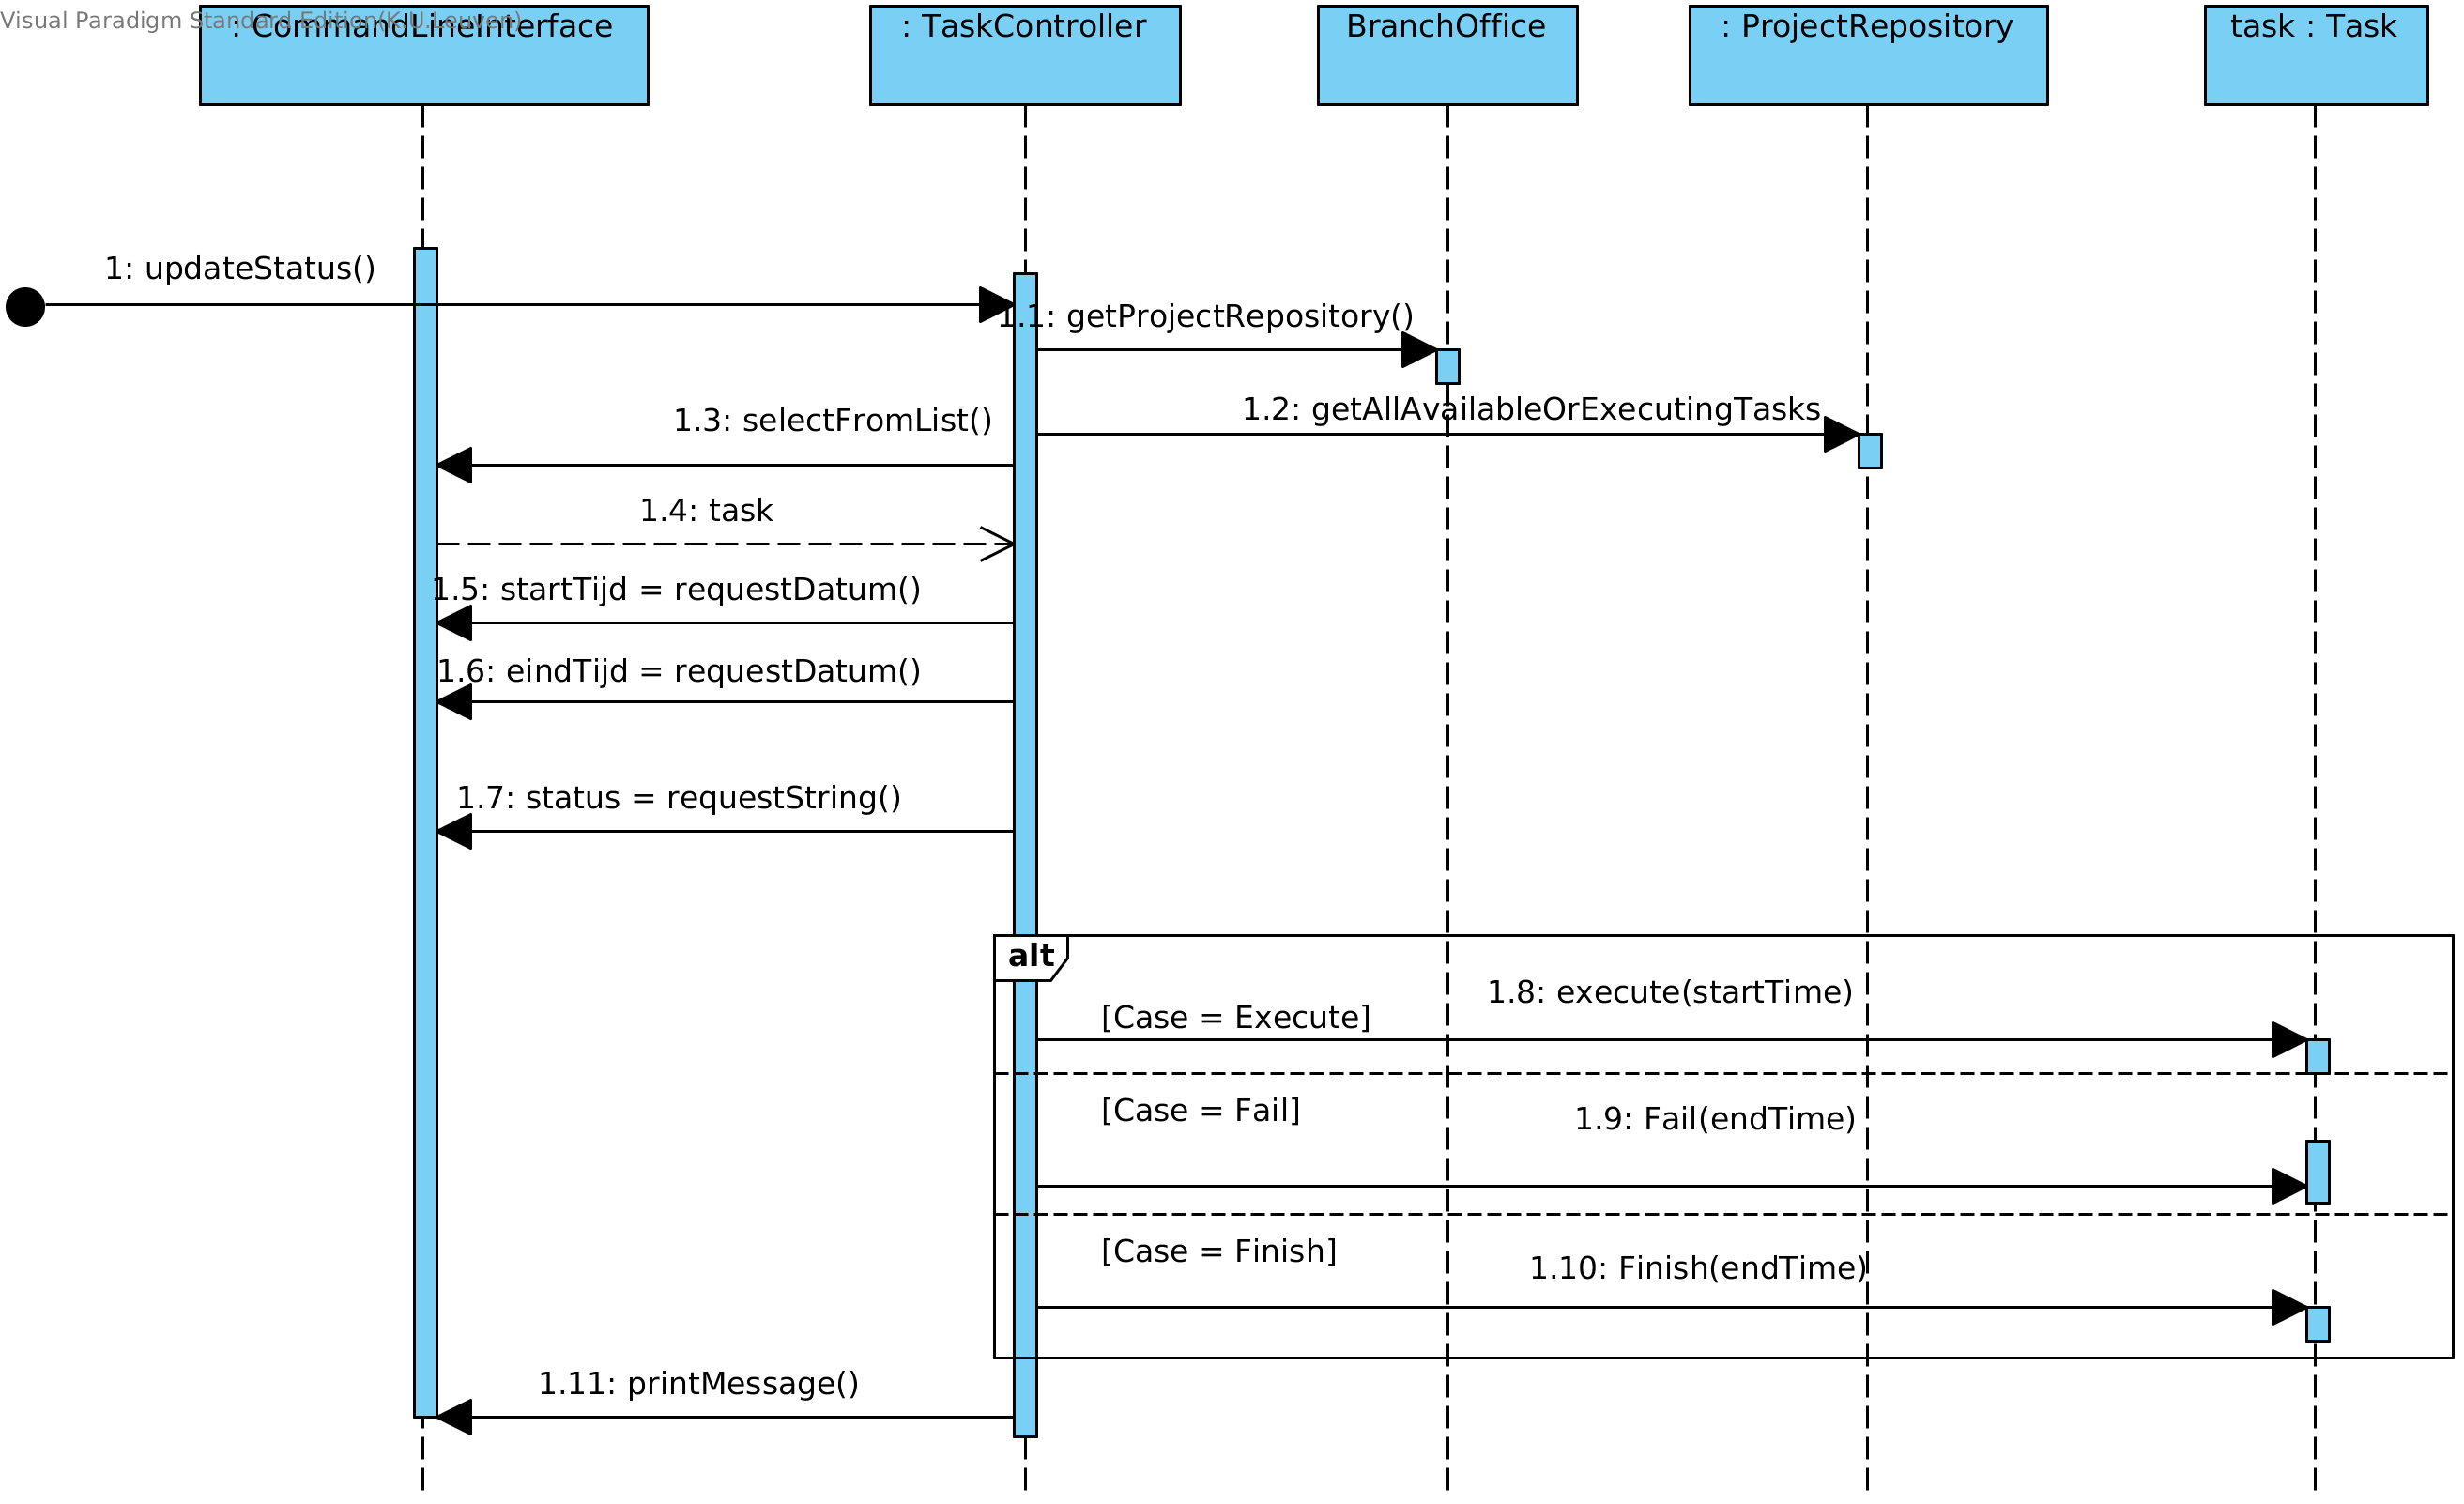 Visual Paradigm Standard Edition(K.U.Leuven)
: CommandLineInterface
: TaskController
BranchOffice
: ProjectRepository
task : Task
1: updateStatus()
1.1: getProjectRepository()
1.2: getAllAvailableOrExecutingTasks
1.3: selectFromList()
1.4: task
1.5: startTijd = requestDatum()
1.6: eindTijd = requestDatum()
1.7: status = requestString()
alt
1.8: execute(startTime)
[Case = Execute]
[Case = Fail]
1.9: Fail(endTime)
[Case = Finish]
1.10: Finish(endTime)
1.11: printMessage()